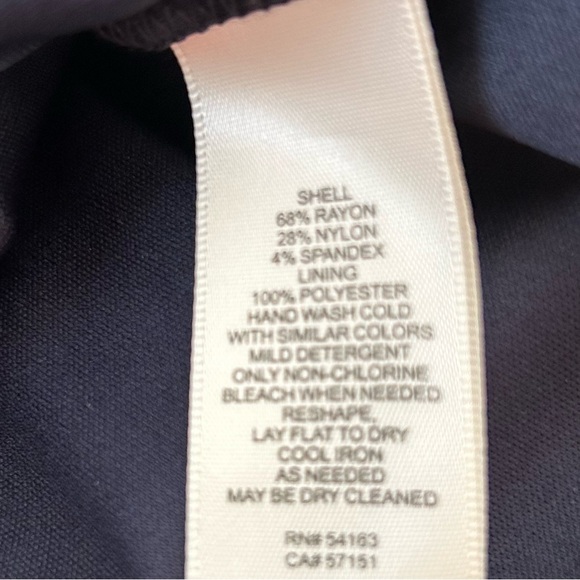 SHELL
68% RAYON
28% NYLON
4% SPANDEX
LINING
100% POLYESTER
HAND WASH COLD
WITH SIMILAR COLORS
MILD DETERGENT
ONLY NON-CHLORINE
BLEACH WHEN NEEDED
RESHAPE,
LAY FLAT TO DRY
COOL IRON
AS NEEDED
MAY BE DRY CLEANED
RN# 54163
CA# 57151